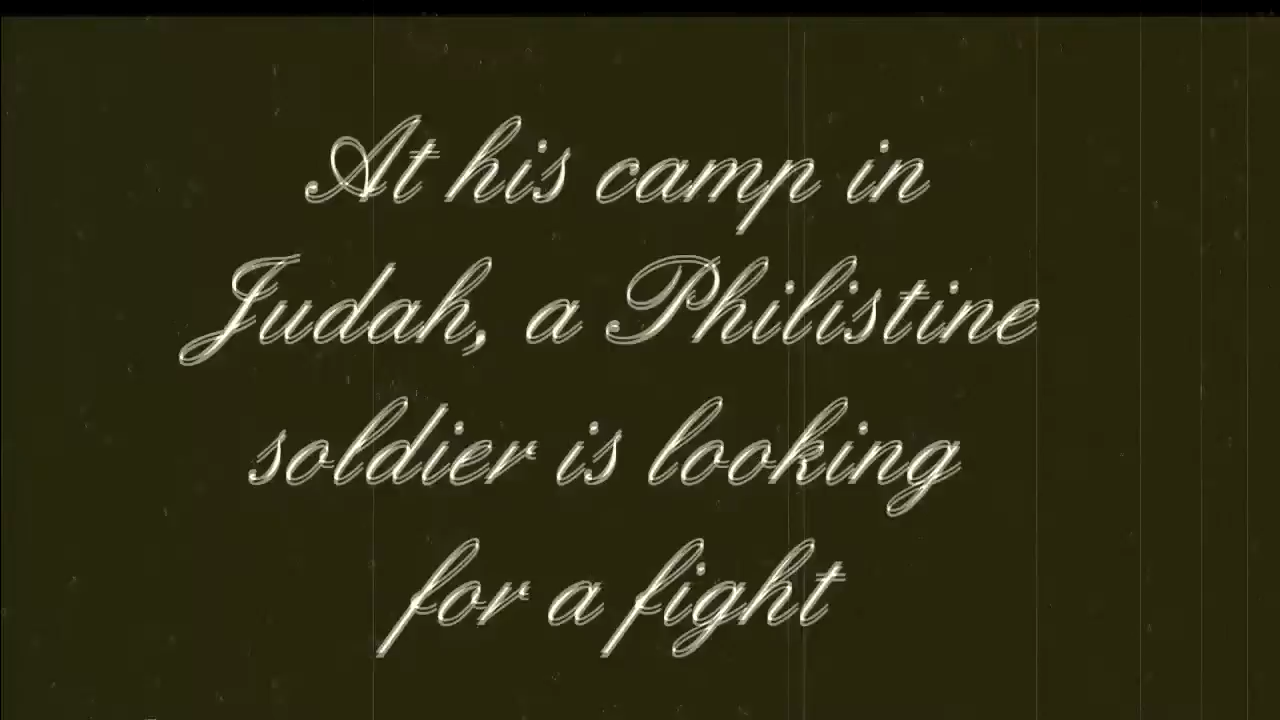 At his camp in
Judah, a Philistine
soldier is looking
for a fight